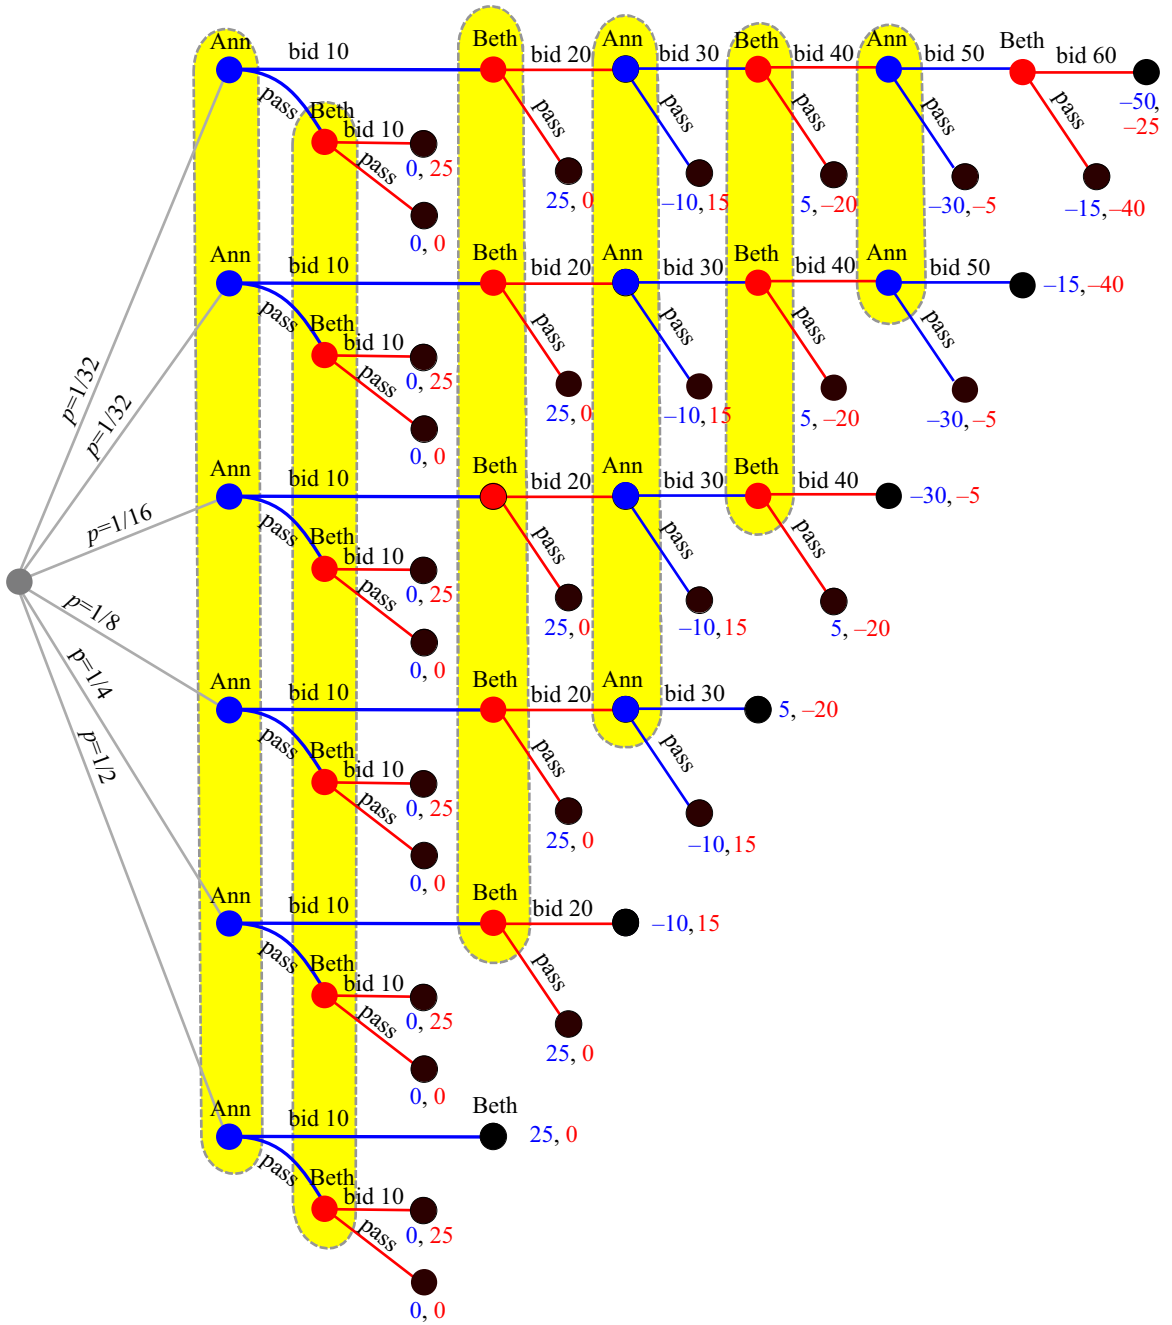 Ann bid 10 Beth bid 20 Ann bid 30 Beth bid 40 Ann bid 50 Beth bid 60
pass Beth bid 10 pass pass pass pass pass
–50,
–25
pass 0, 25 25, 0 –10, 15 5, –20 –30, –5 –15, –40
0, 0
Ann bid 10 Beth bid 20 Ann bid 30 Beth bid 40 Ann bid 50 –15, –40
pass Beth bid 10 pass pass pass pass
pass 0, 25 25, 0 –10, 15 5, –20 –30, –5
0, 0
p=1/32
p=1/32
Ann bid 10 Beth bid 20 Ann bid 30 Beth bid 40 –30, –5
p=1/16
pass Beth bid 10 pass pass pass
pass 0, 25 25, 0 –10, 15 5, –20
0, 0
p=1/8
p=1/4
p=1/2
Ann bid 10 Beth bid 20 Ann bid 30 5, –20
pass Beth bid 10 pass pass
pass 0, 25 25, 0 –10, 15
0, 0
Ann bid 10 Beth bid 20 –10, 15
pass Beth bid 10 pass
pass 0, 25 25, 0
0, 0
Ann bid 10 Beth 25, 0
pass Beth bid 10
pass 0, 25
0, 0